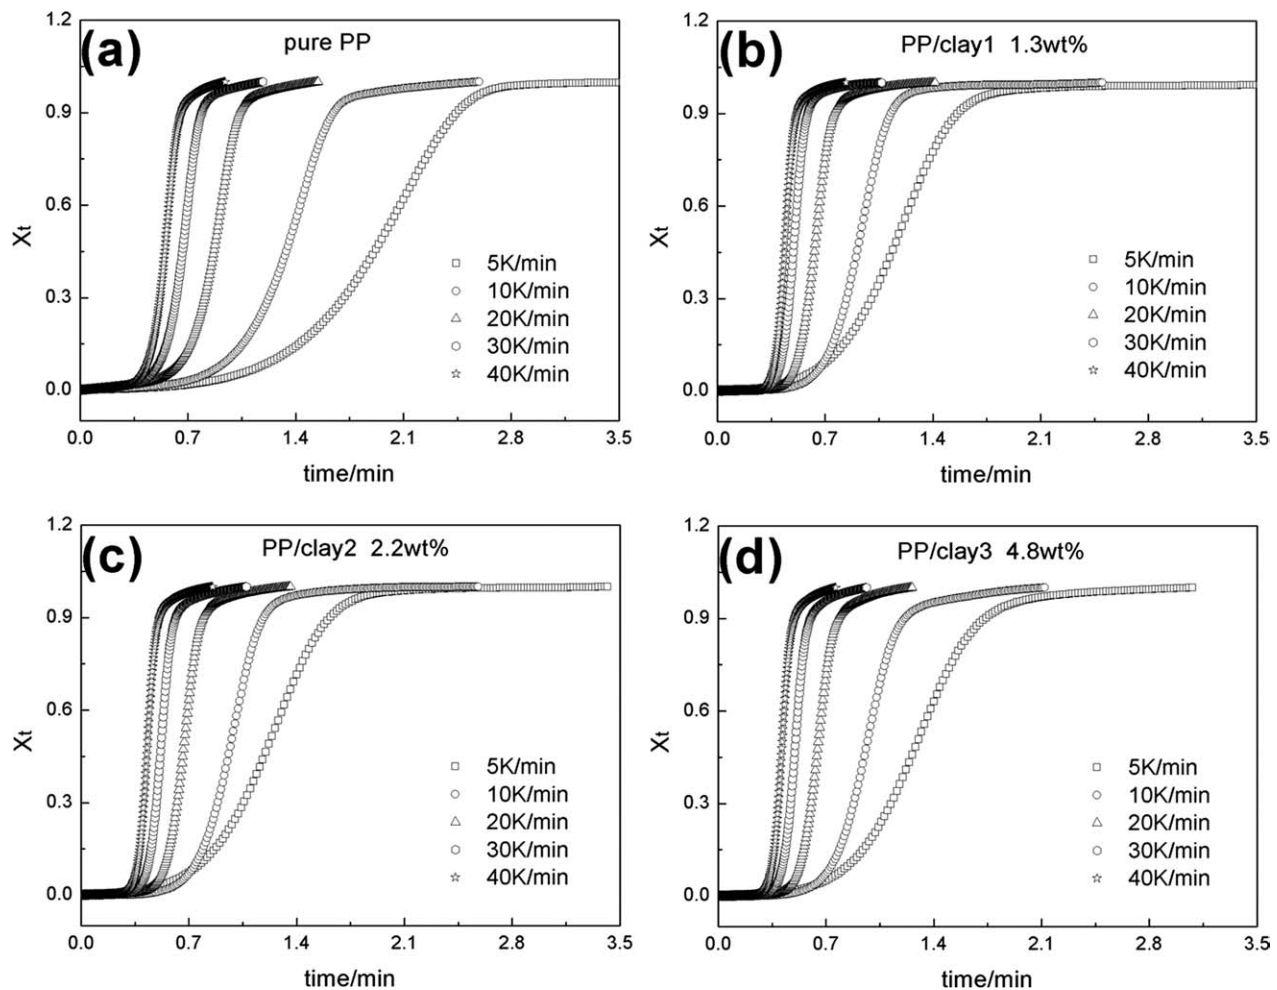 (a) pure PP
1.2
0.9
0.6
0.3
0.0
Xt
5K/min
10K/min
20K/min
30K/min
40K/min
0.0 0.7 1.4 2.1 2.8 3.5
time/min
(b) PP/clay1 1.3wt%
1.2
0.9
0.6
0.3
0.0
Xt
5K/min
10K/min
20K/min
30K/min
40K/min
0.0 0.7 1.4 2.1 2.8 3.5
time/min
(c) PP/clay2 2.2wt%
1.2
0.9
0.6
0.3
0.0
Xt
5K/min
10K/min
20K/min
30K/min
40K/min
0.0 0.7 1.4 2.1 2.8 3.5
time/min
(d) PP/clay3 4.8wt%
1.2
0.9
0.6
0.3
0.0
Xt
5K/min
10K/min
20K/min
30K/min
40K/min
0.0 0.7 1.4 2.1 2.8 3.5
time/min